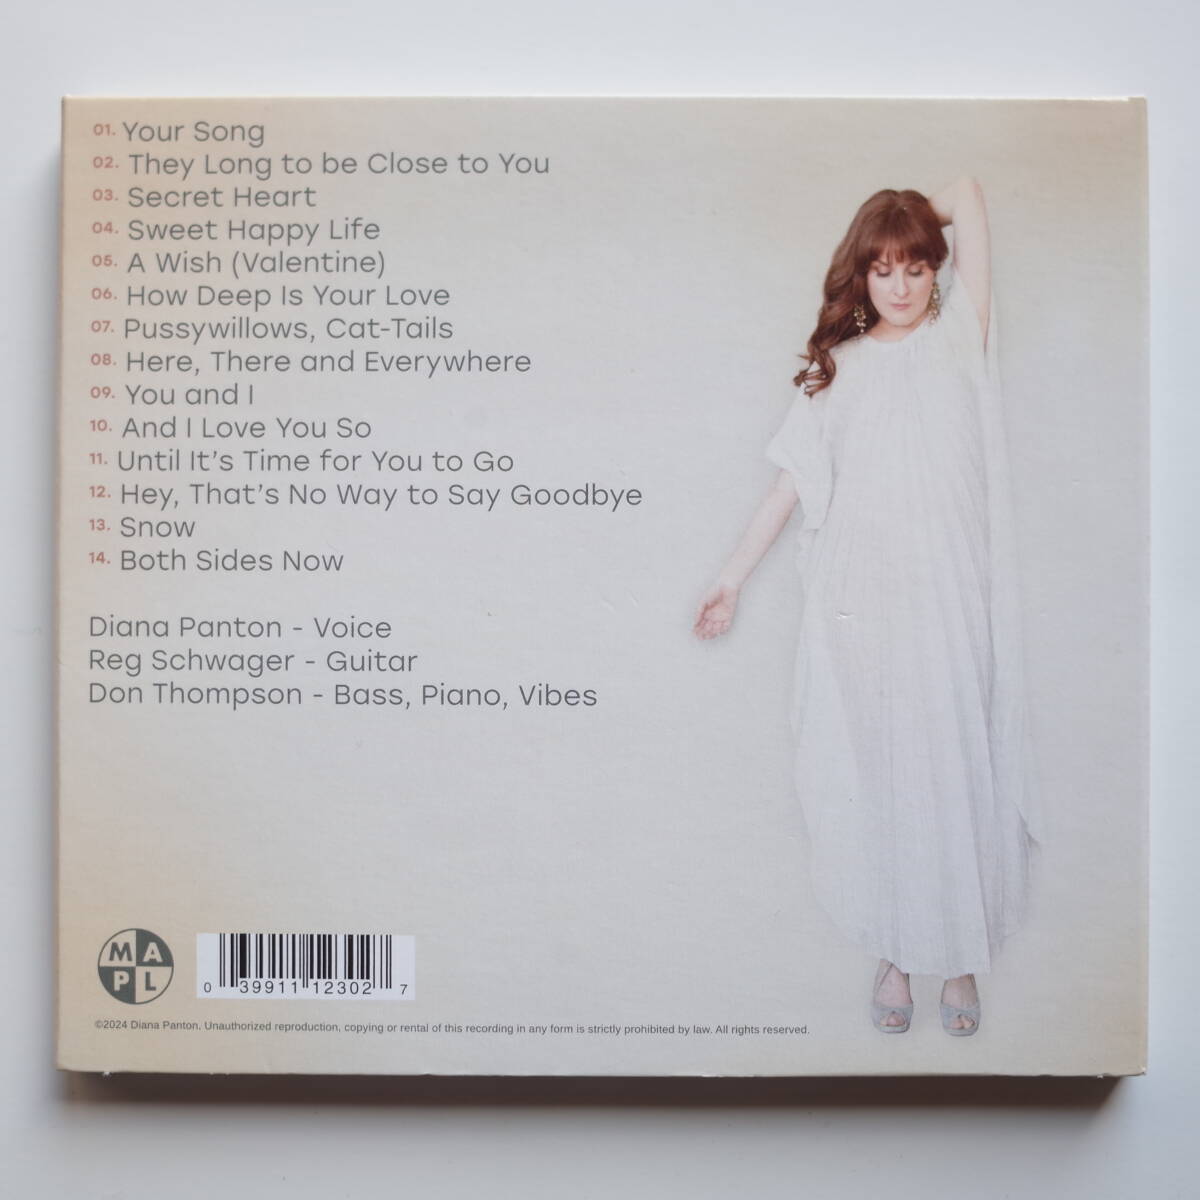 01. Your Song
02. They Long to be Close to You
03. Secret Heart
04. Sweet Happy Life
05. A Wish (Valentine)
06. How Deep Is Your Love
07. Pussywillows, Cat-Tails
08. Here, There and Everywhere
09. You and I
10. And I Love You So
11. Until It's Time for You to Go
12. Hey, That's No Way to Say Goodbye
13. Snow
14. Both Sides Now
Diana Panton - Voice
Reg Schwager - Guitar
Don Thompson - Bass, Piano, Vibes
MA
PL
0 39911 12302 7
©2024 Diana Panton. Unauthorized reproduction, copying or rental of this recording in any form is strictly prohibited by law. All rights reserved.